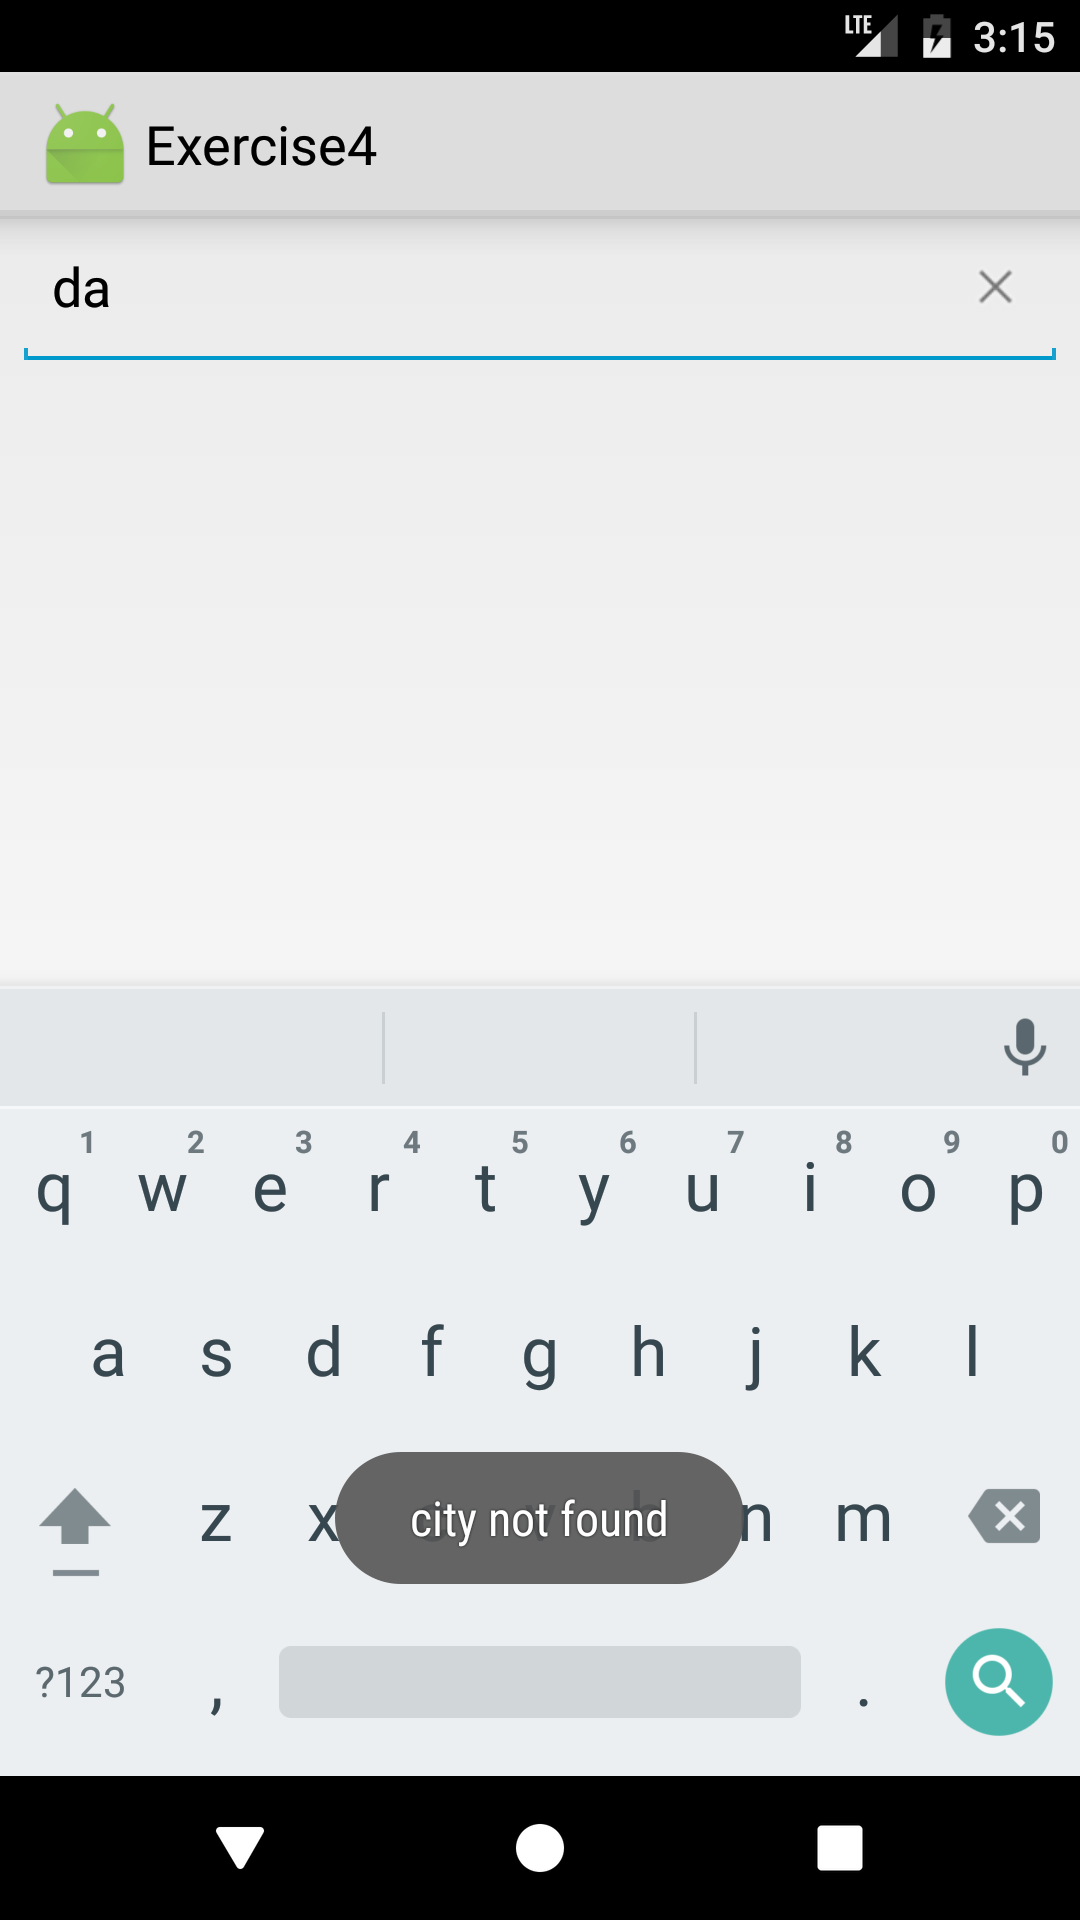 LTE 3:15
Exercise4
da
1 2 3 4 5 6 7 8 9 0
q w e r t y u i o p
a s d f g h j k l
z x c v b n m
city not found
?123 , .